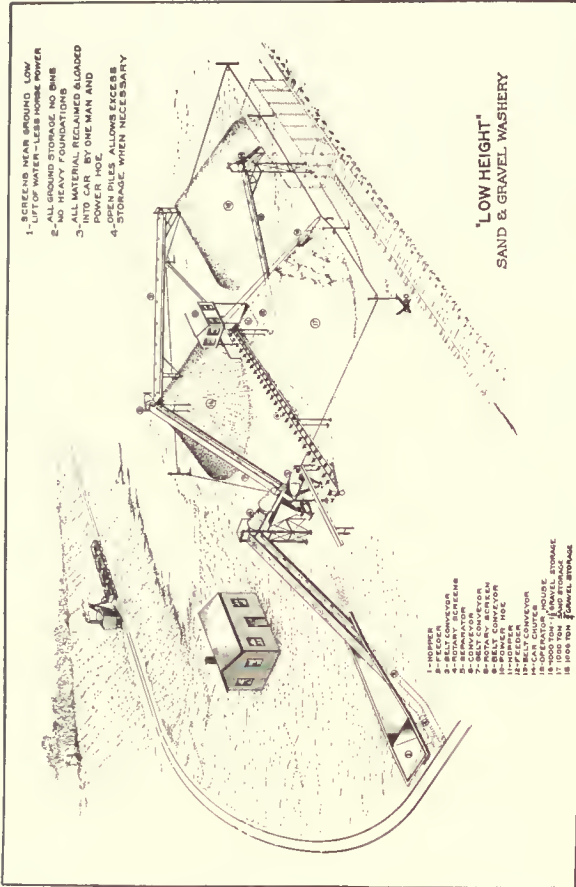 1-SCREENS NEAR GROUND LOW
LIFT OF WATER-LESS HORSE POWER
2-ALL GROUND STORAGE NO BINS
NO HEAVY FOUNDATIONS
3-ALL MATERIAL RECLAIMED & LOADED
INTO CAR BY ONE MAN AND
POWER HOE
4-OPEN PILES ALLOWS EXCESS
STORAGE WHEN NECESSARY
"LOW HEIGHT"
SAND & GRAVEL WASHERY
1-HOPPER
2-FEEDER
3-BELT CONVEYOR
4-ROTARY SCREENS
5-SEPARATOR
6-CONVEYOR
7-BELT CONVEYOR
8-ROTARY SCREEN
9-BELT CONVEYOR
10-POWER HOE
11-HOPPER
12-FEEDER
13-BELT CONVEYOR
14-CAR CHUTES
15-OPERATOR HOUSE
16-1000 TON GRAVEL STORAGE
17 1000 TON SAND STORAGE
18 1000 TON GRAVEL STORAGE